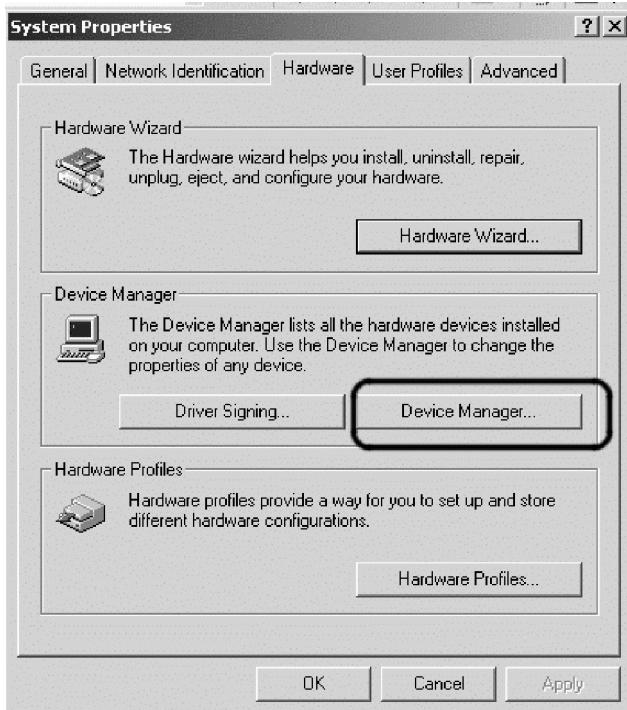 System Properties
General Network Identification Hardware User Profiles Advanced
Hardware Wizard
The Hardware wizard helps you install, uninstall, repair,
unplug, eject, and configure your hardware.
Hardware Wizard...
Device Manager
The Device Manager lists all the hardware devices installed
on your computer. Use the Device Manager to change the
properties of any device.
Driver Signing... Device Manager...
Hardware Profiles
Hardware profiles provide a way for you to set up and store
different hardware configurations.
Hardware Profiles...
OK Cancel Apply